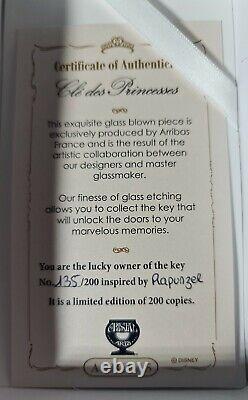 Certificate of Authentici
Clé des Princesses
This exquisite glass blown piece is
exclusively produced by Arribas
France and is the result of the
artistic collaboration between
our designers and master
glassmaker.
Our finesse of glass etching
allows you to collect the key that
will unlock the doors to your
marvelous memories.
You are the lucky owner of the key
No. 135/200 inspired by Rapunzel
It is a limited edition of 200 copies.
CRYSTAL
ARTS
© DISNEY